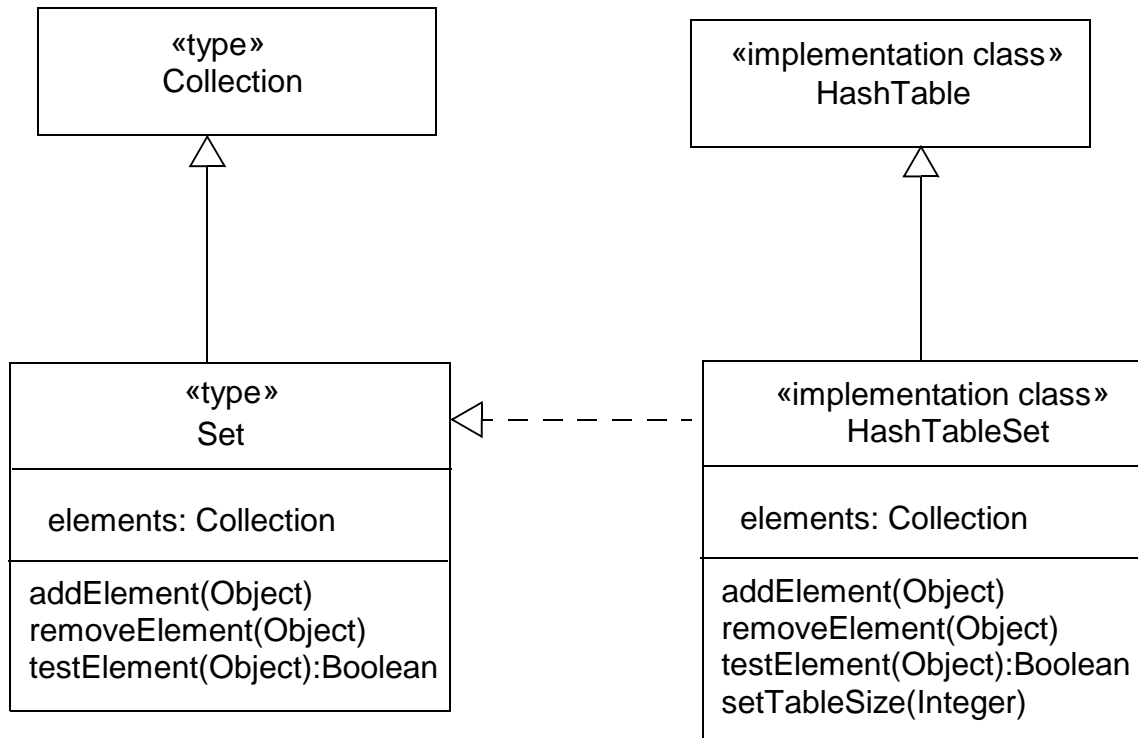 «type»
Collection
«implementation class»
HashTable
«type»
Set
elements: Collection
addElement(Object)
removeElement(Object)
testElement(Object):Boolean
«implementation class»
HashTableSet
elements: Collection
addElement(Object)
removeElement(Object)
testElement(Object):Boolean
setTableSize(Integer)